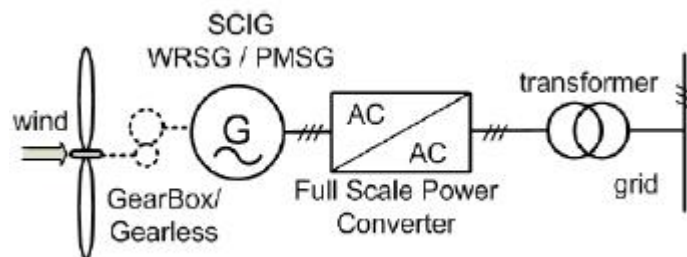 SCIG
WRSG / PMSG
transformer
wind
G
AC
AC
grid
GearBox/
Gearless
Full Scale Power
Converter